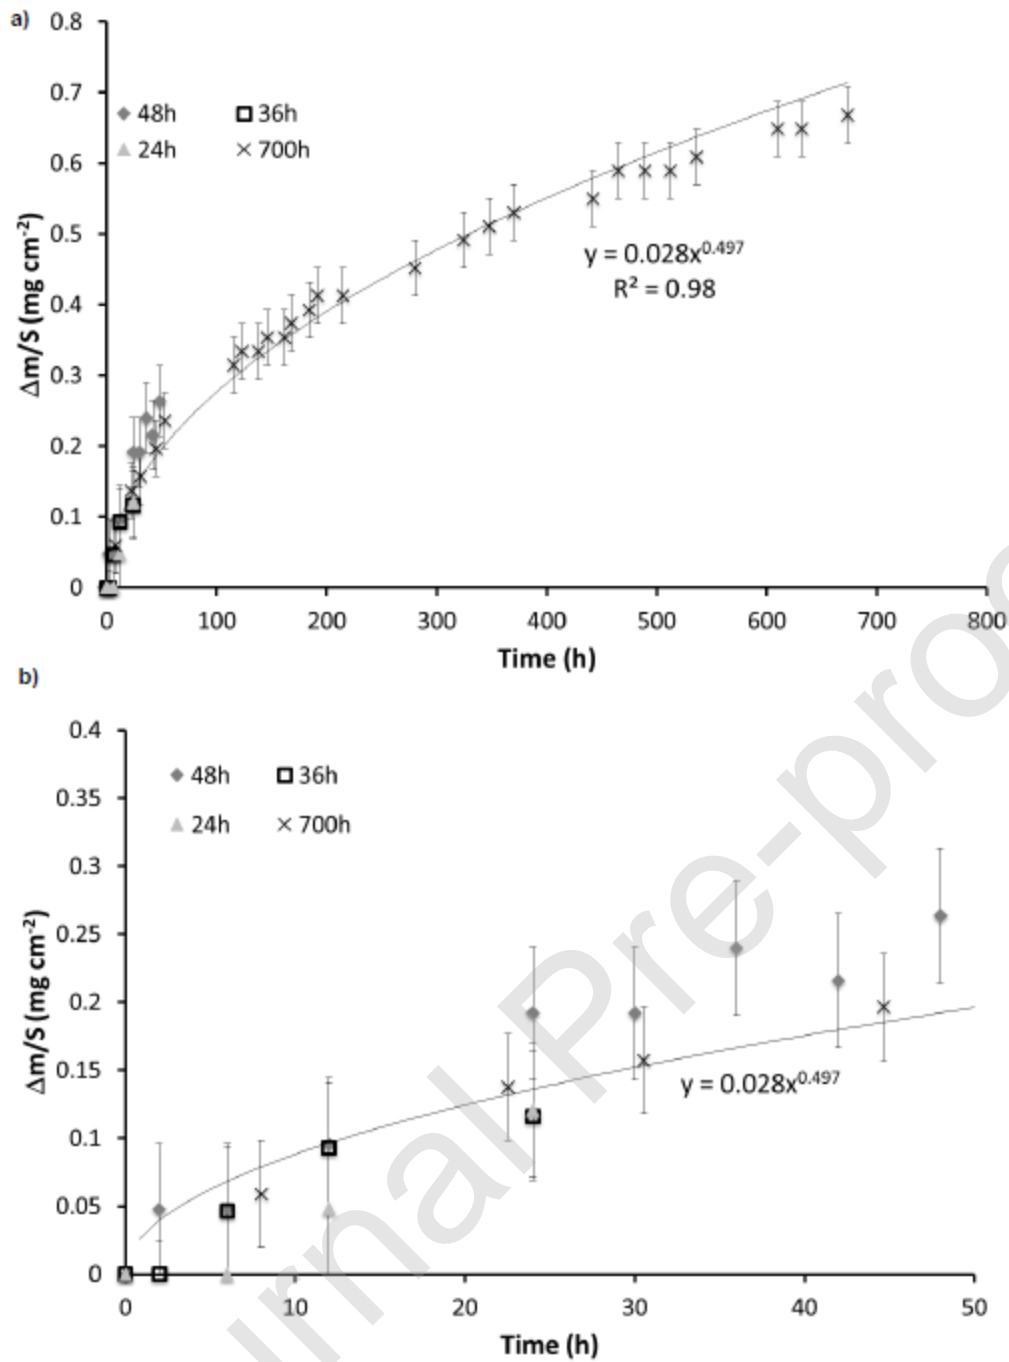 a)
0.8
0.7
0.6
0.5
0.4
0.3
0.2
0.1
0
Δm/S (mg cm⁻²)
48h 36h
24h 700h
y = 0.028x^0.497
R² = 0.98
0 100 200 300 400 500 600 700 800
Time (h)
b)
0.4
0.35
0.3
0.25
0.2
0.15
0.1
0.05
0
Δm/S (mg cm⁻²)
48h 36h
24h 700h
y = 0.028x^0.497
0 10 20 30 40 50
Time (h)
urnal Pre-proo